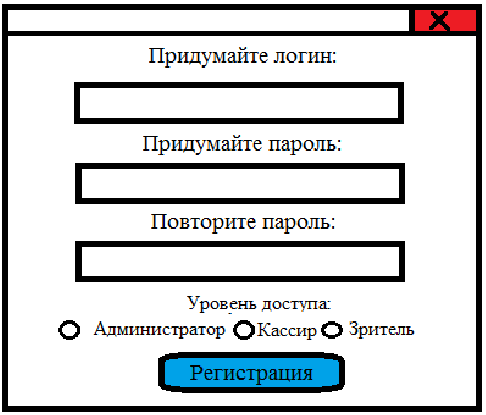 Придумайте логин:
Придумайте пароль:
Повторите пароль:
Уровень доступа:
Администратор Кассир Зритель
Регистрация